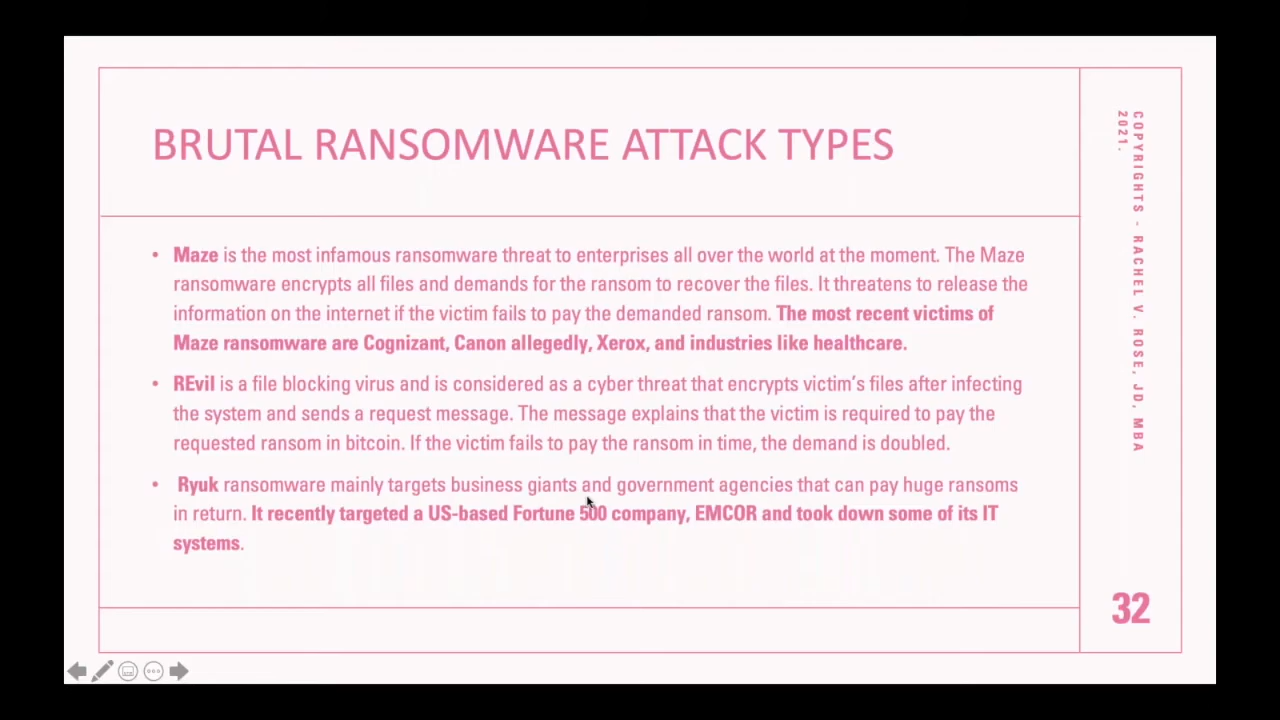 BRUTAL RANSOMWARE ATTACK TYPES
• Maze is the most infamous ransomware threat to enterprises all over the world at the moment. The Maze
ransomware encrypts all files and demands for the ransom to recover the files. It threatens to release the
information on the internet if the victim fails to pay the demanded ransom. The most recent victims of
Maze ransomware are Cognizant, Canon allegedly, Xerox, and industries like healthcare.
• REvil is a file blocking virus and is considered as a cyber threat that encrypts victim's files after infecting
the system and sends a request message. The message explains that the victim is required to pay the
requested ransom in bitcoin. If the victim fails to pay the ransom in time, the demand is doubled.
• Ryuk ransomware mainly targets business giants and government agencies that can pay huge ransoms
in return. It recently targeted a US-based Fortune 500 company, EMCOR and took down some of its IT
systems.
COPYRIGHTS - RACHEL V. ROSE, JD, MBA
2021.
32